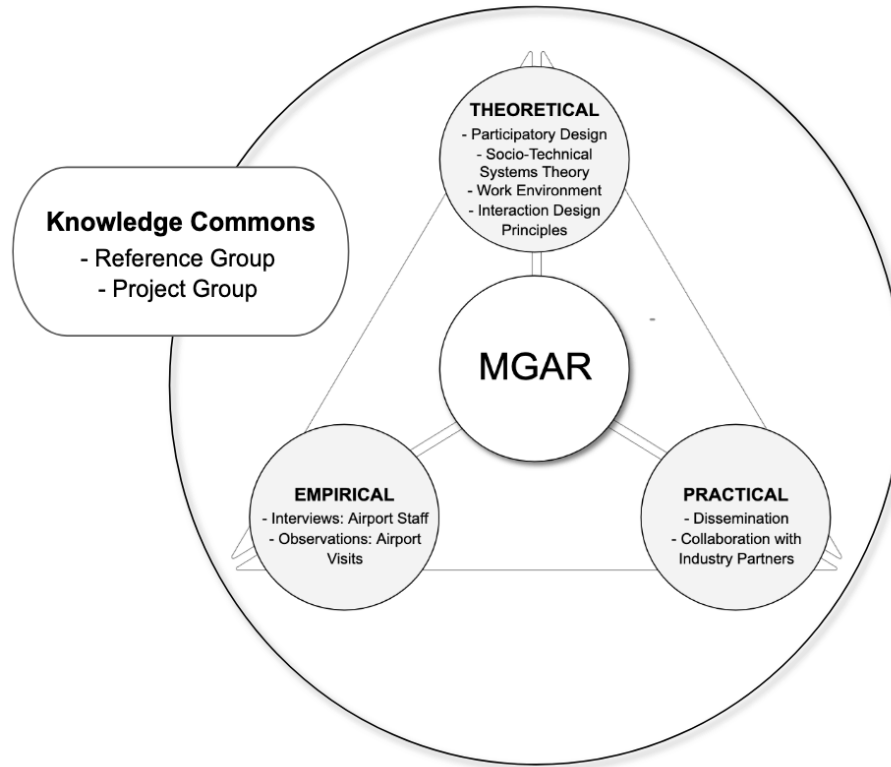 THEORETICAL
- Participatory Design
- Socio-Technical
Systems Theory
- Work Environment
- Interaction Design
Principles
Knowledge Commons
- Reference Group
- Project Group
MGAR
EMPIRICAL
- Interviews: Airport Staff
- Observations: Airport
Visits
PRACTICAL
- Dissemination
- Collaboration with
Industry Partners